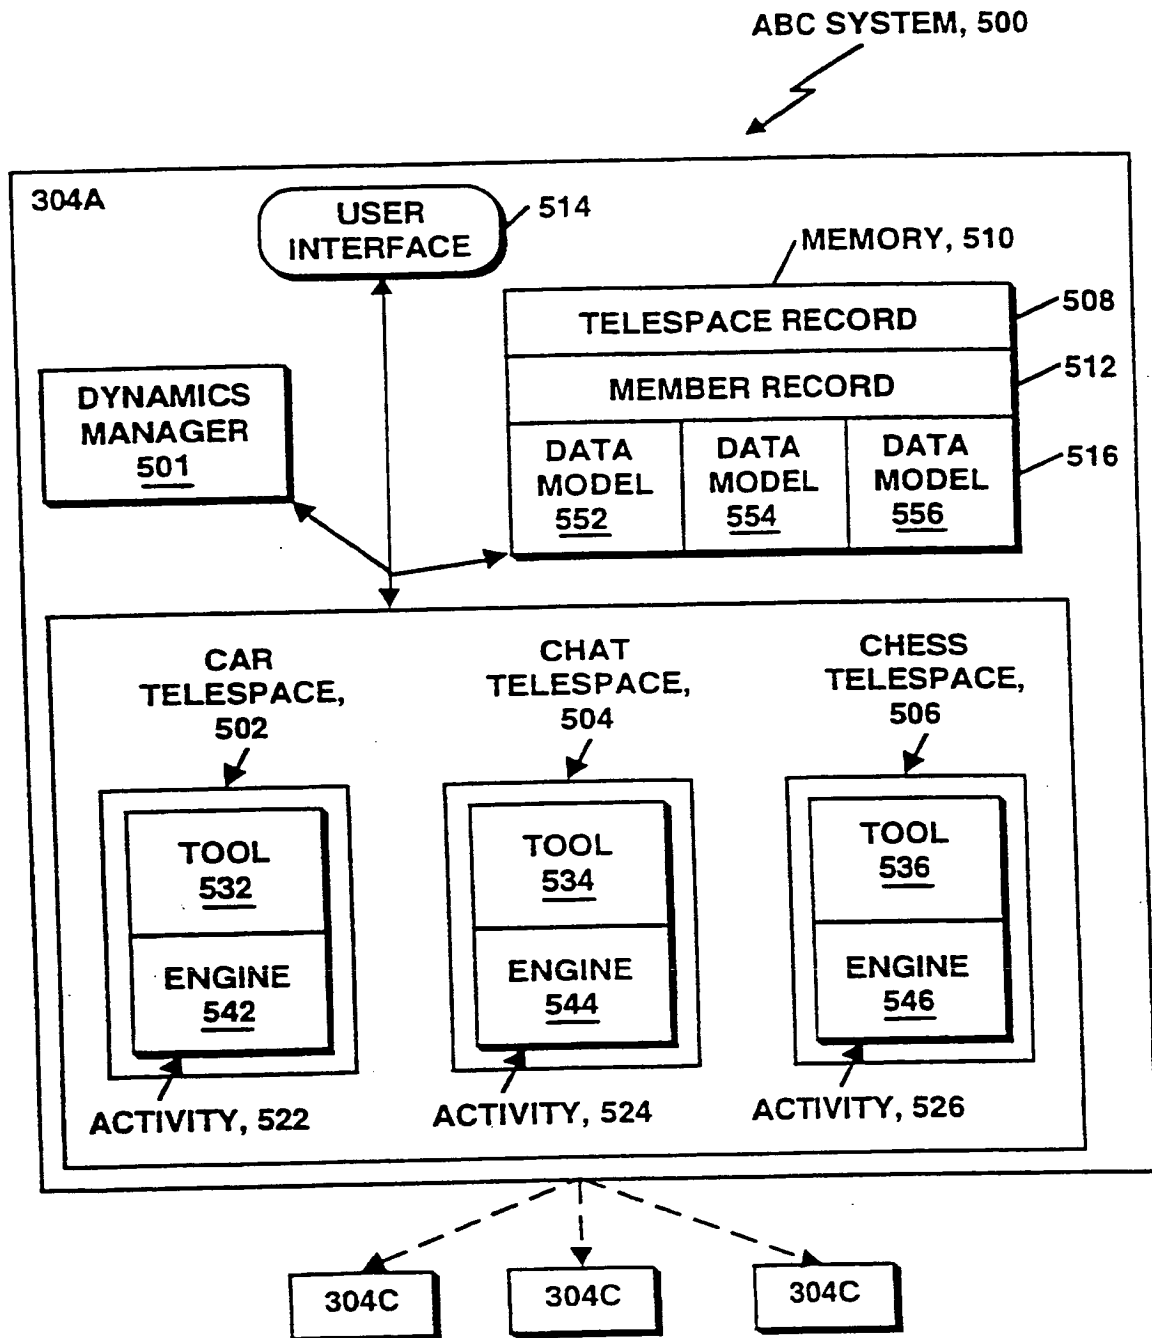 ABC SYSTEM, 500
304A
USER
INTERFACE
514
MEMORY, 510
TELESPACE RECORD
508
MEMBER RECORD
512
DYNAMICS
MANAGER
501
DATA
MODEL
552
DATA
MODEL
554
DATA
MODEL
556
516
CAR
TELESPACE,
502
CHAT
TELESPACE,
504
CHESS
TELESPACE,
506
TOOL
532
ENGINE
542
TOOL
534
ENGINE
544
TOOL
536
ENGINE
546
ACTIVITY, 522
ACTIVITY, 524
ACTIVITY, 526
304C
304C
304C